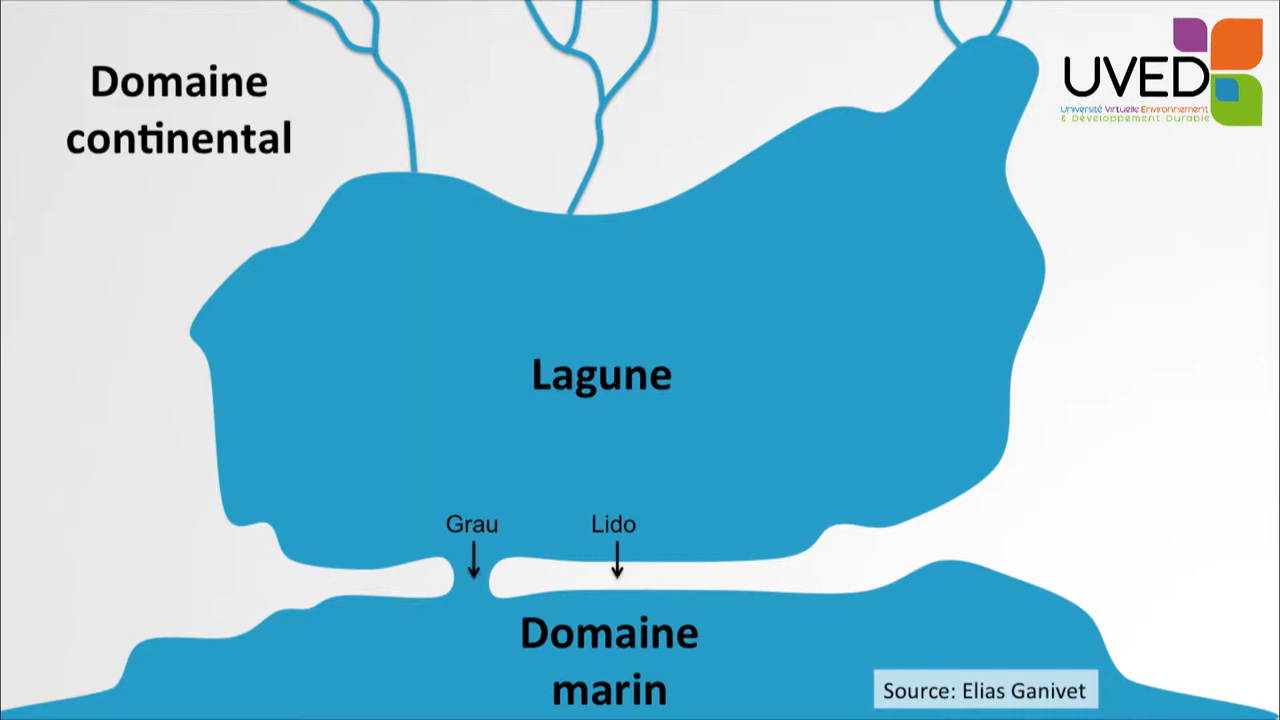 Domaine
continental
UVED
Université Virtuelle Environnement
& Développement Durable
Lagune
Grau
Lido
Domaine
marin
Source: Elias Ganivet